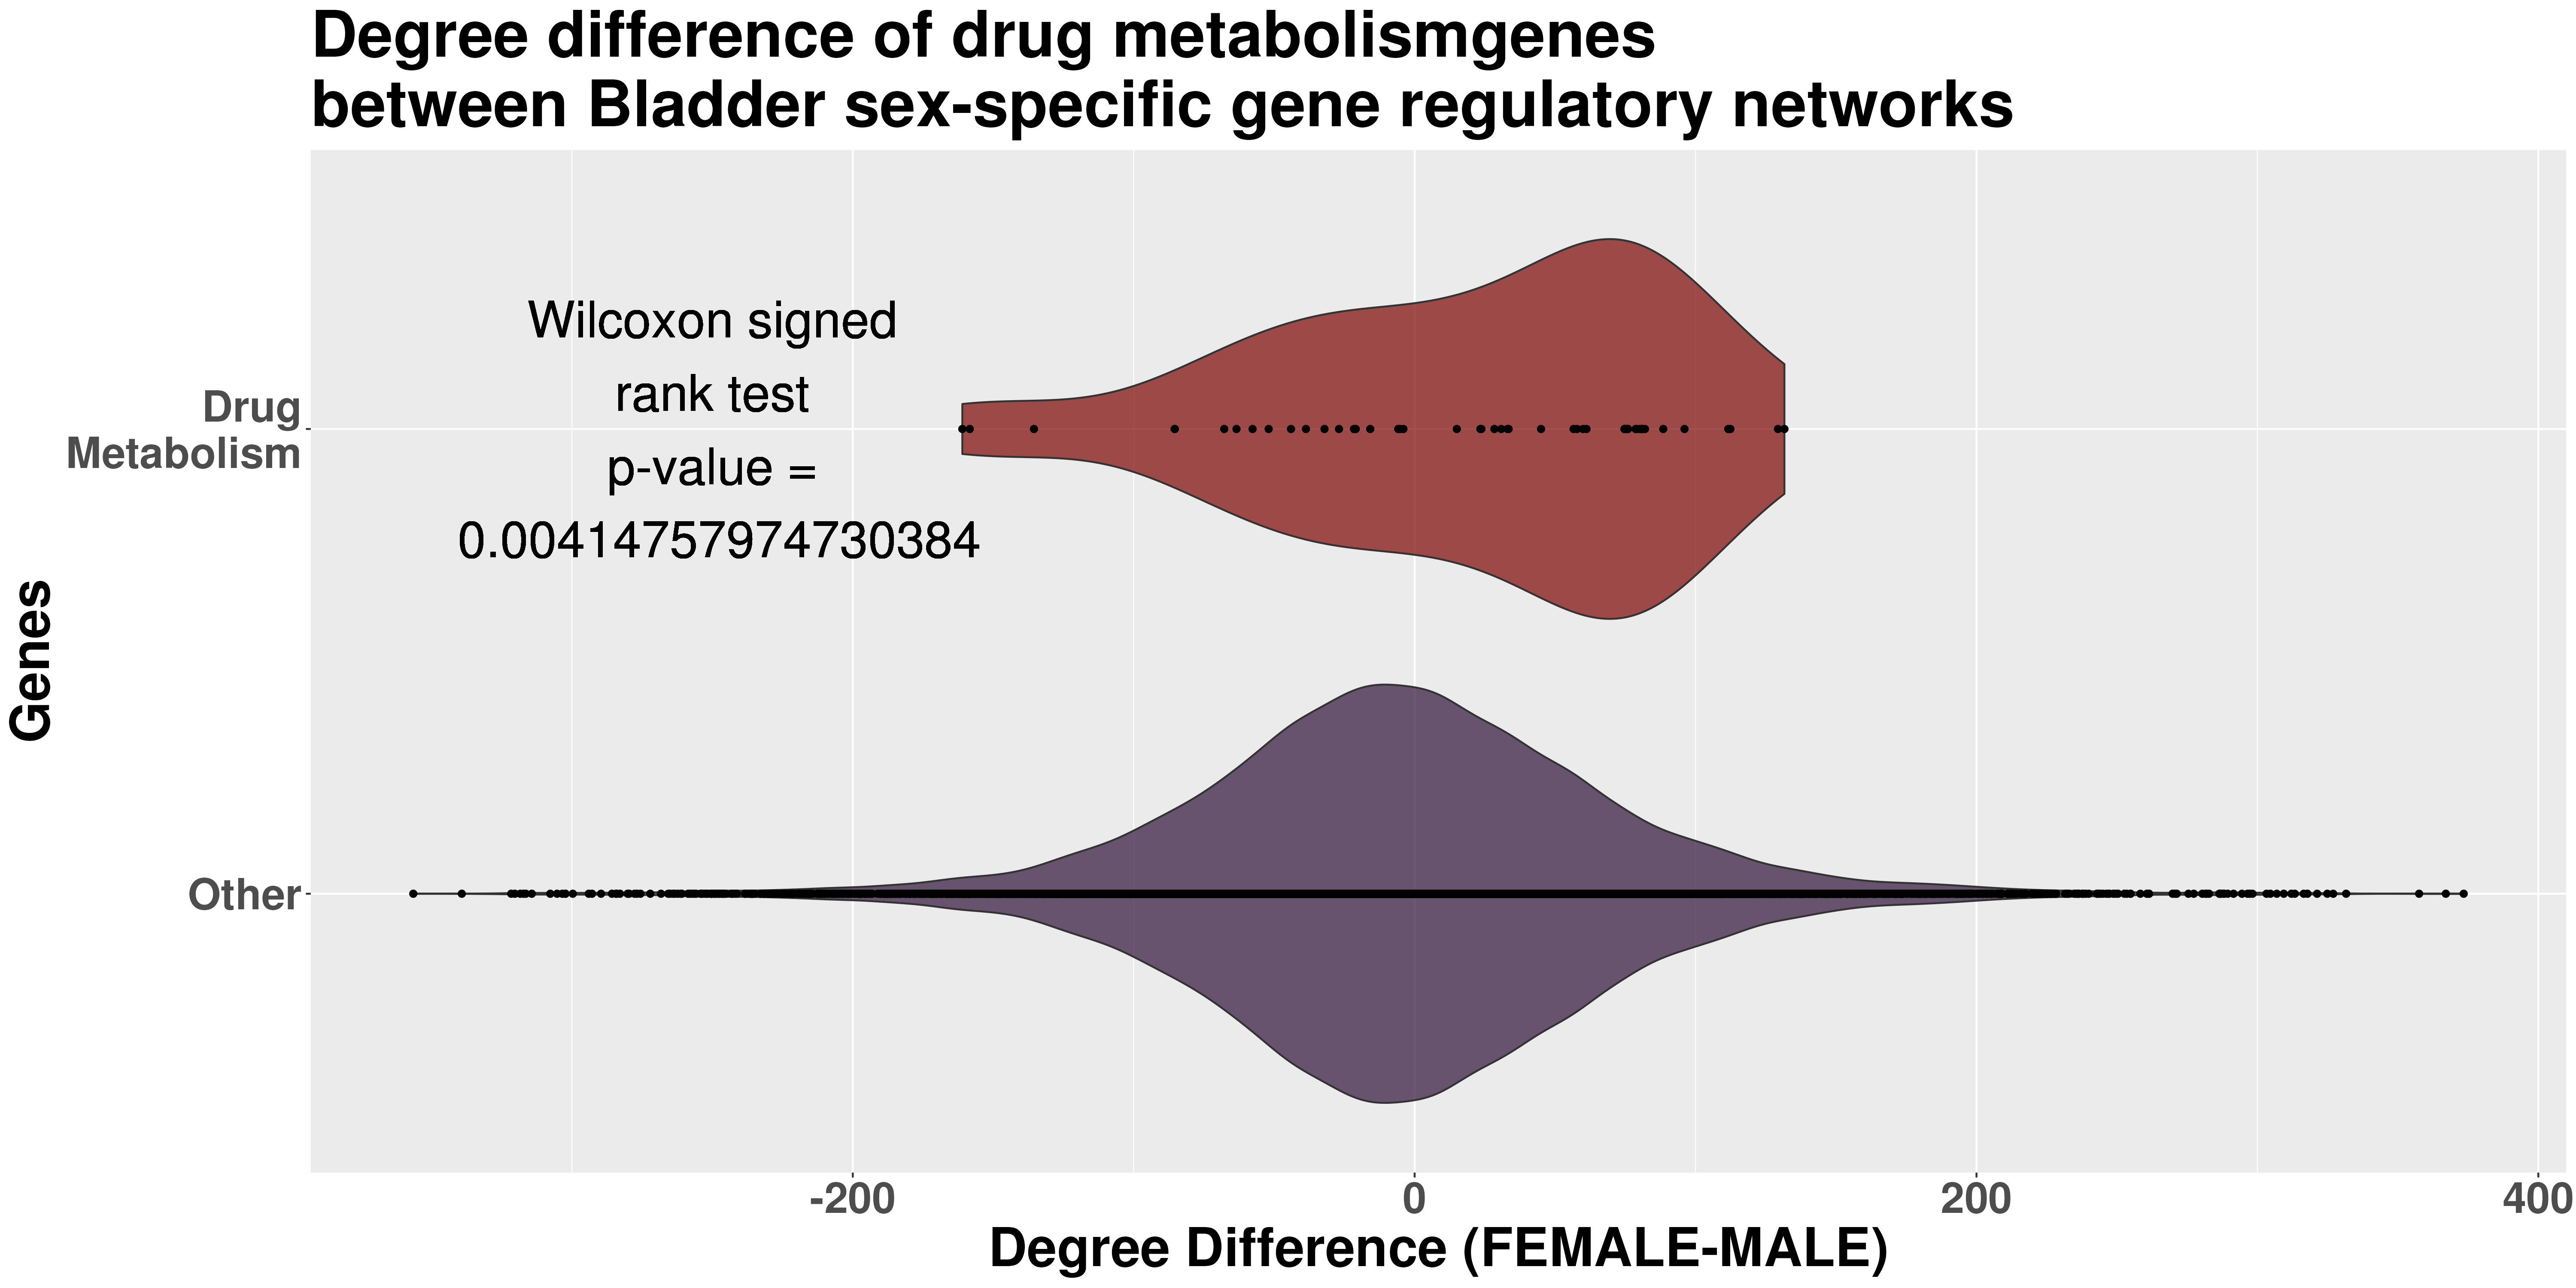 Degree difference of drug metabolismgenes
between Bladder sex-specific gene regulatory networks
Wilcoxon signed
rank test
p-value =
0.00414757974730384
Drug
Metabolism
Other
Genes
-200
0
200
400
Degree Difference (FEMALE-MALE)